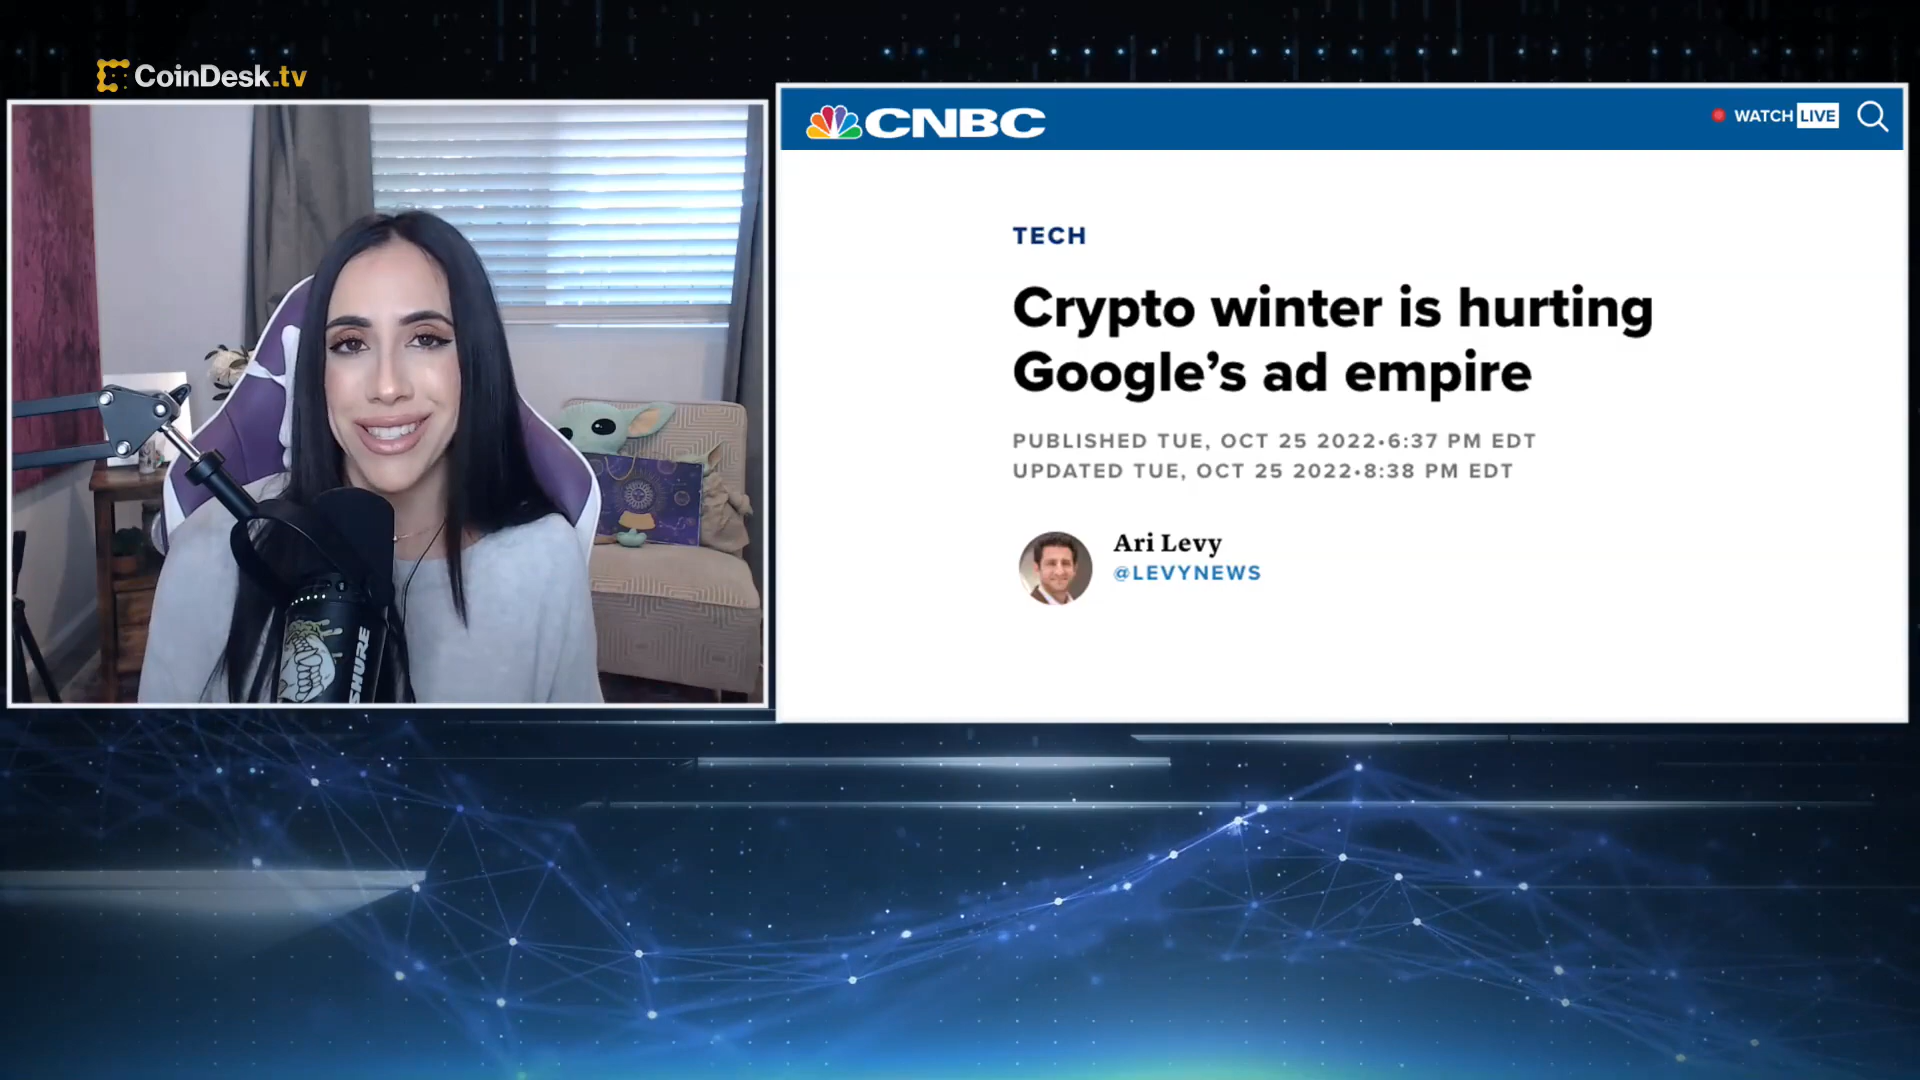 CoinDesk.tv
CNBC
WATCH LIVE
TECH
Crypto winter is hurting
Google’s ad empire
PUBLISHED TUE, OCT 25 2022•6:37 PM EDT
UPDATED TUE, OCT 25 2022•8:38 PM EDT
Ari Levy
@LEVYNEWS
SHURE